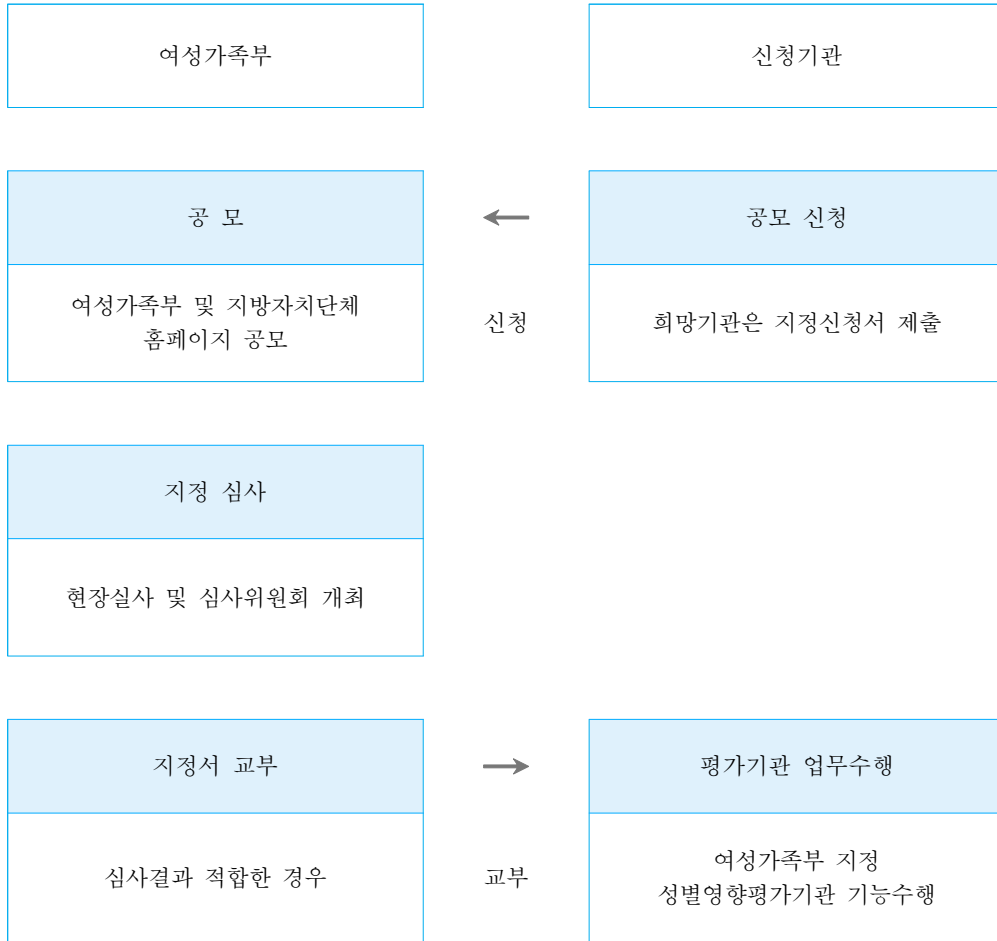 여성가족부
신청기관
공 모
←
공모 신청
여성가족부 및 지방자치단체
홈페이지 공모
신청
희망기관은 지정신청서 제출
지정 심사
현장실사 및 심사위원회 개최
지정서 교부
→
평가기관 업무수행
심사결과 적합한 경우
교부
여성가족부 지정
성별영향평가기관 기능수행